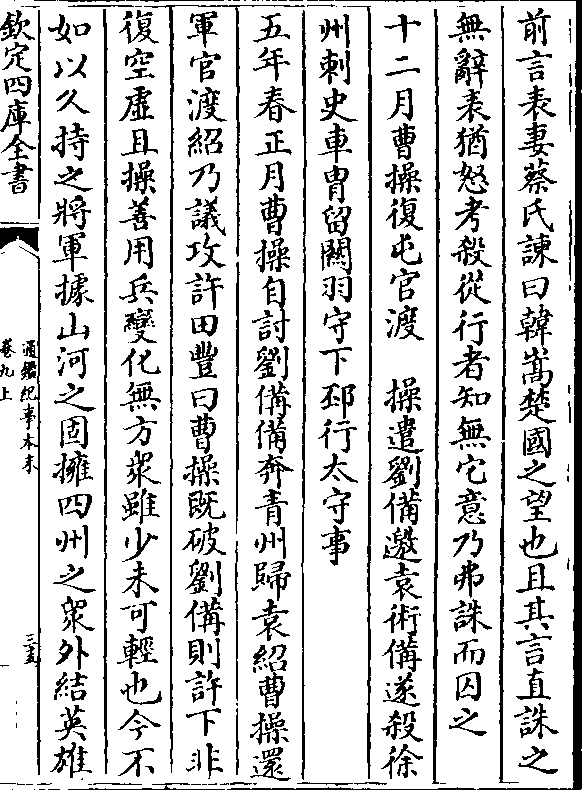 前言表妻蔡氏諫曰韓嵩楚國之望也且其言直誅之
無辭表猶怒考殺從行者知無它意乃弗誅而囚之
十二月曹操復屯官渡　操遣劉備邀袁術備遂殺徐
州刺史車胄留關羽守下邳行太守事
五年春正月曹操自討劉備備奔青州歸袁紹曹操還
軍官渡紹乃議攻許田豐曰曹操既破劉備則許下非
復空虛且操善用兵變化無方衆雖少未可輕也今不
如以久持之將軍據山河之固擁四州之衆外結英雄
欽定四庫全書
通鑑紀事本末
卷九上
三五